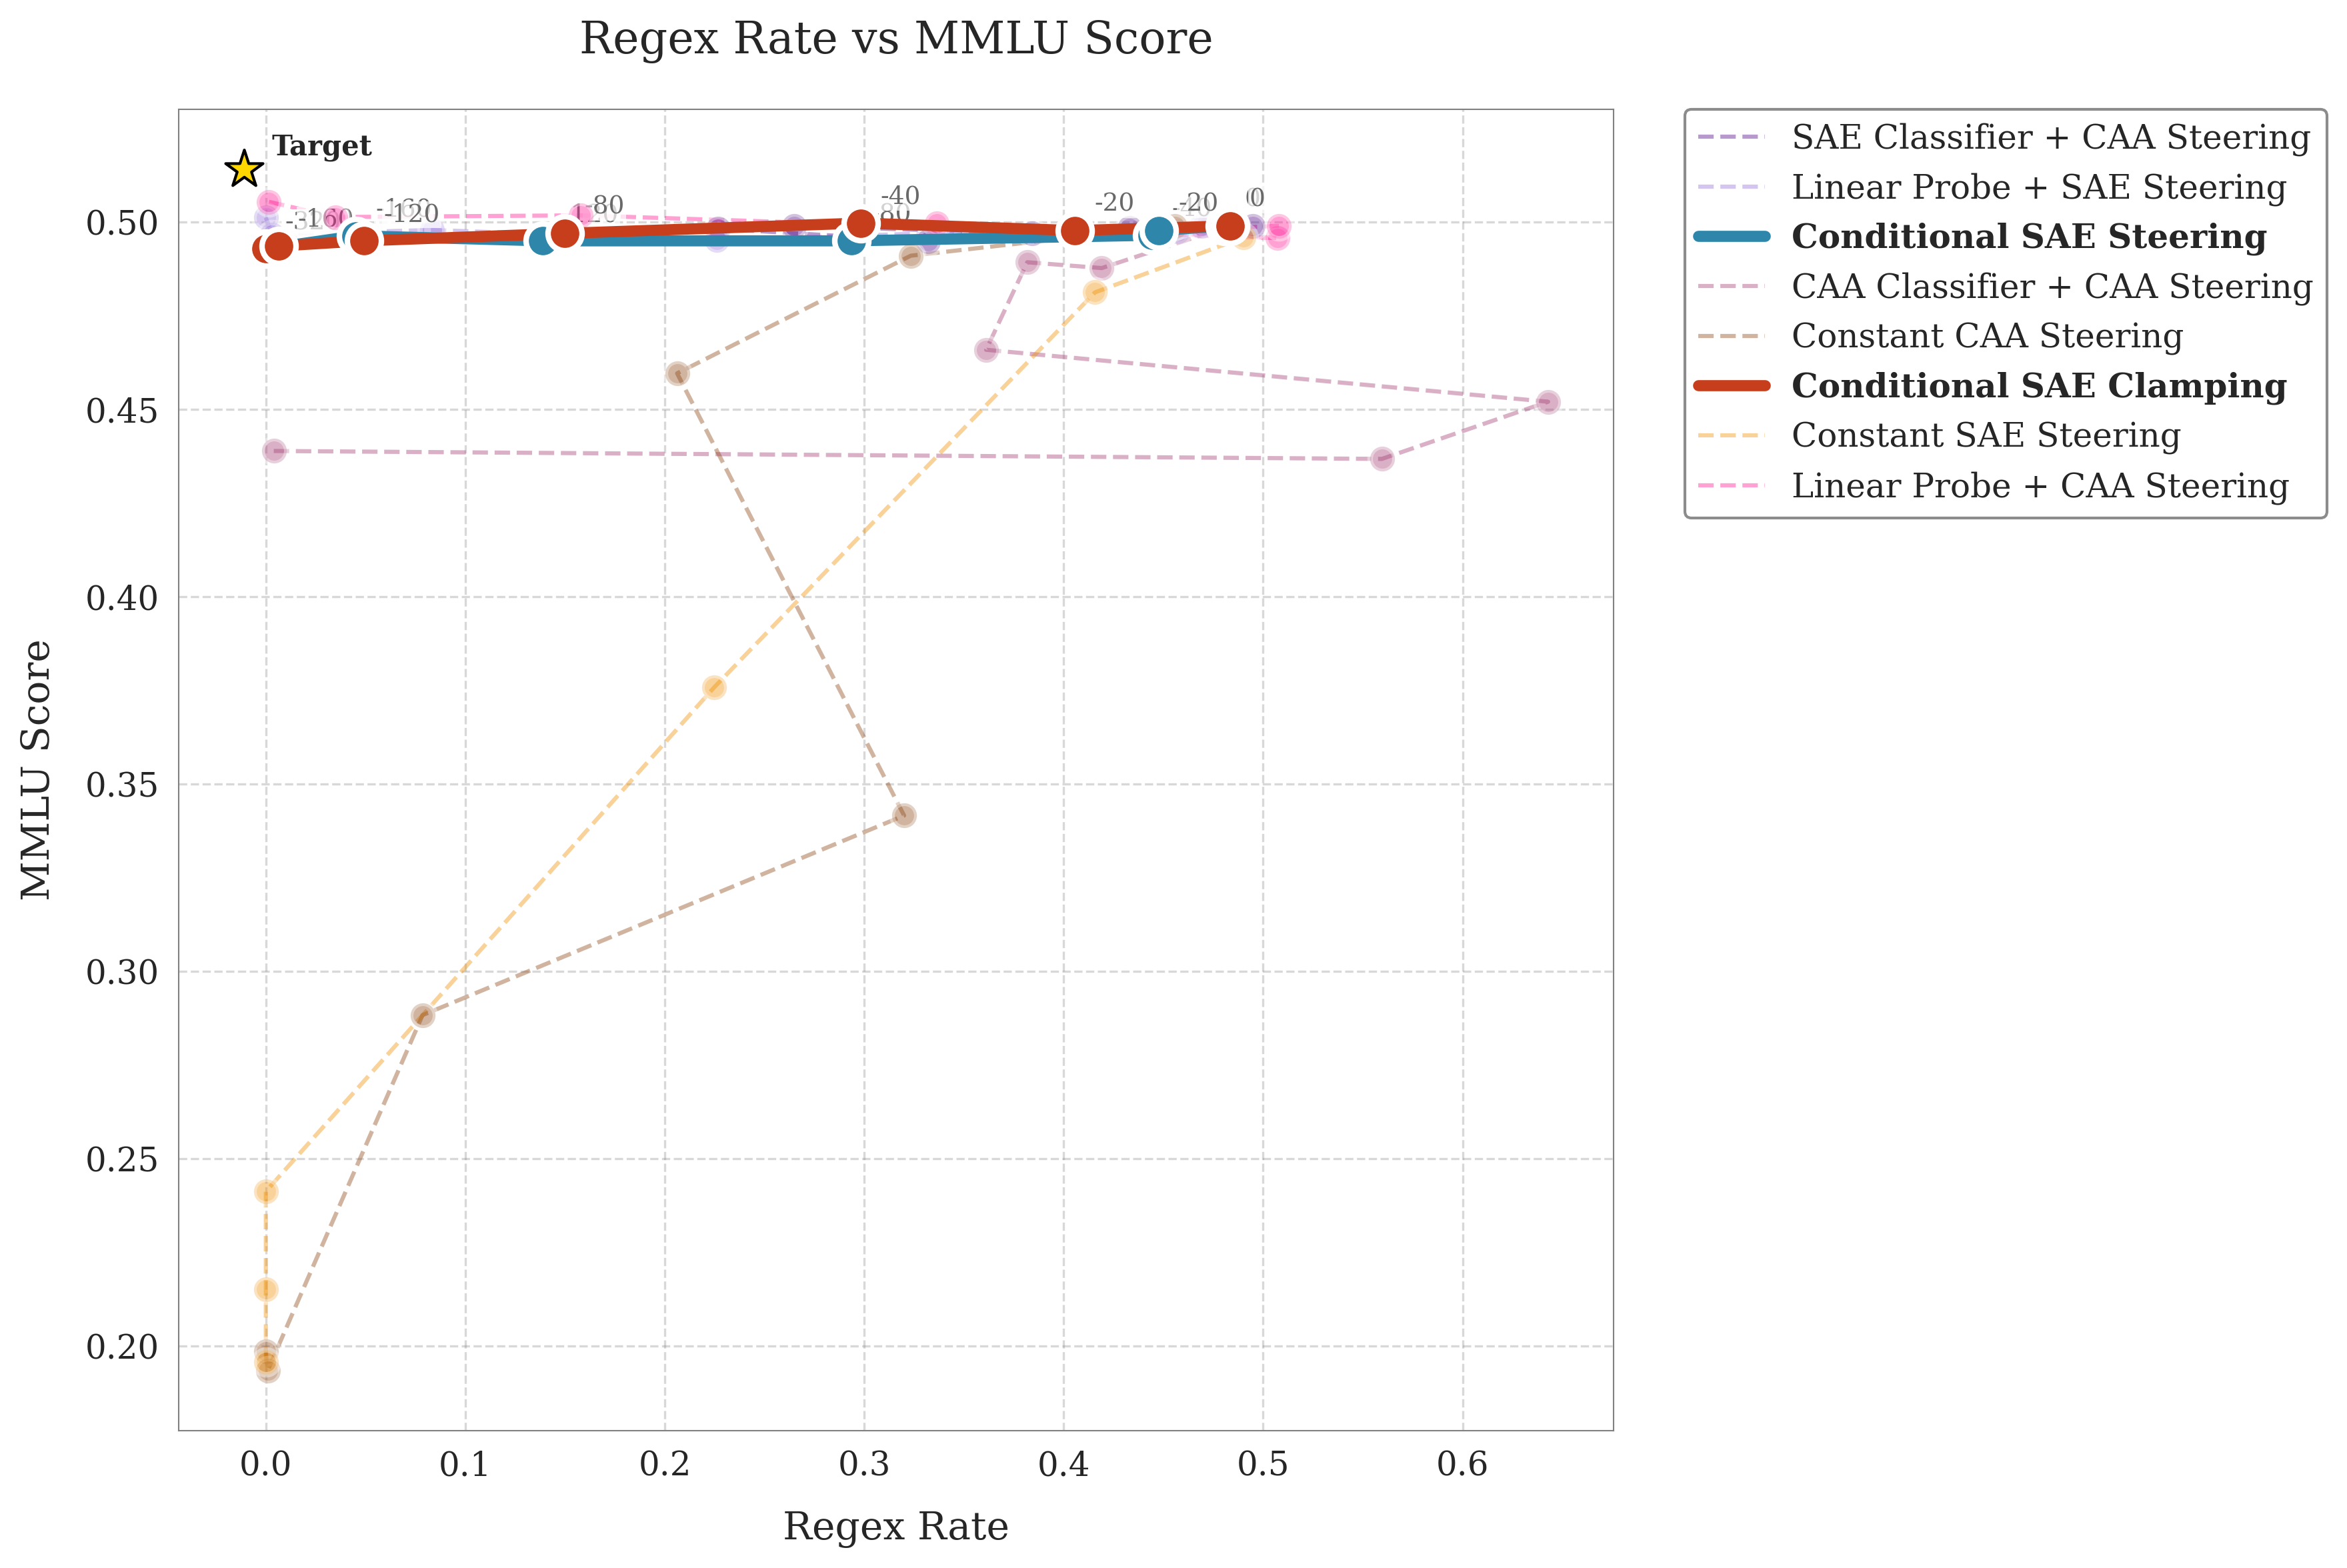 Regex Rate vs MMLU Score
Target
-160
-120
-80
-40
-20
-20
0
0.50
0.45
0.40
0.35
0.30
0.25
0.20
MMLU Score
0.0
0.1
0.2
0.3
0.4
0.5
0.6
Regex Rate
SAE Classifier + CAA Steering
Linear Probe + SAE Steering
Conditional SAE Steering
CAA Classifier + CAA Steering
Constant CAA Steering
Conditional SAE Clamping
Constant SAE Steering
Linear Probe + CAA Steering